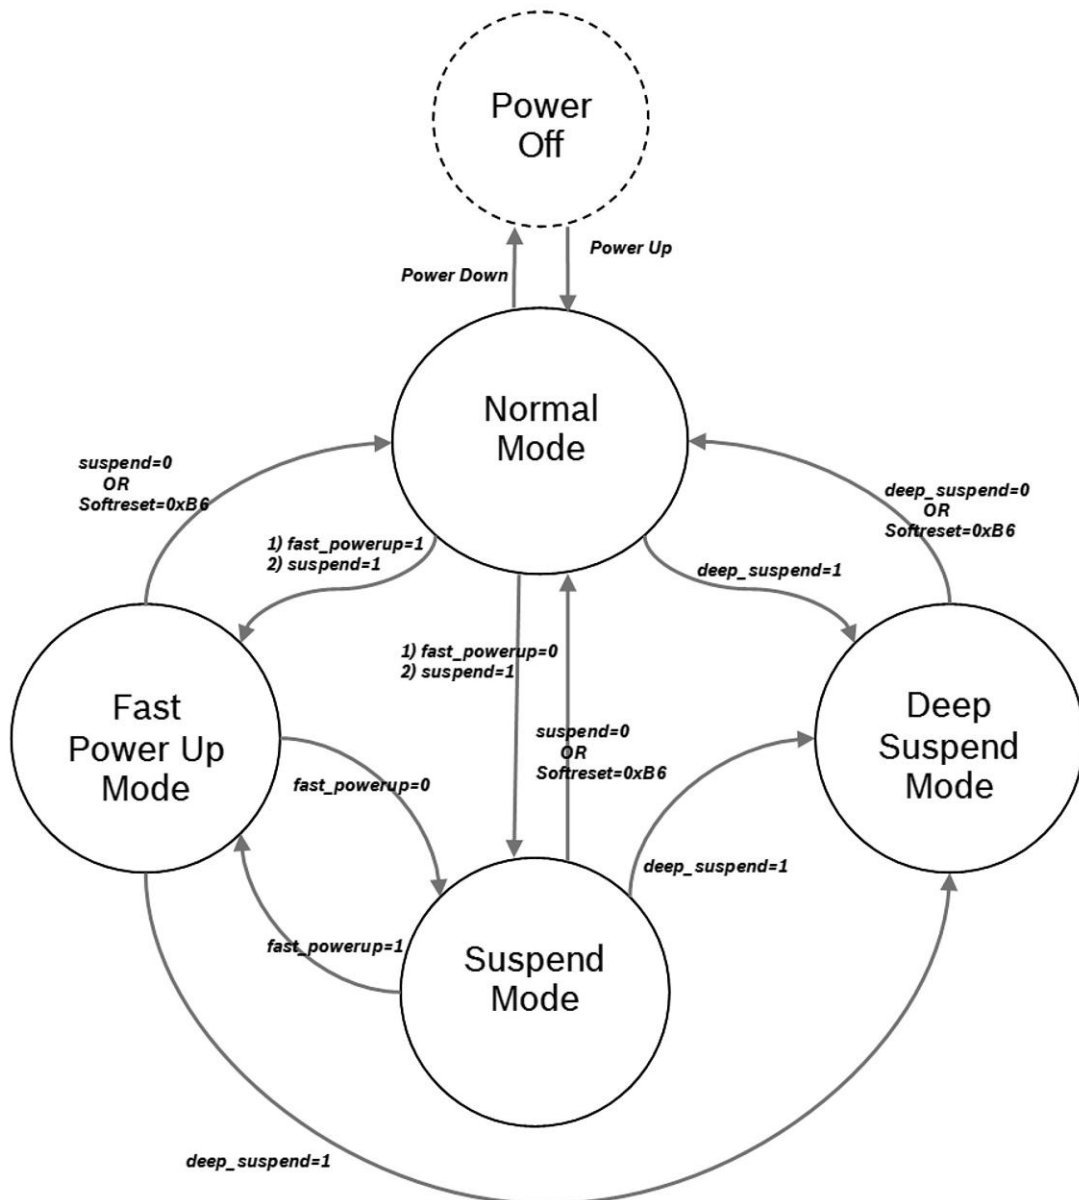 Power
Off
Power Up
Power Down
Normal
Mode
suspend=0
OR
Softreset=0xB6
deep_suspend=0
OR
Softreset=0xB6
1) fast_powerup=1
2) suspend=1
deep_suspend=1
1) fast_powerup=0
2) suspend=1
Fast
Power Up
Mode
Deep
Suspend
Mode
suspend=0
OR
Softreset=0xB6
fast_powerup=0
deep_suspend=1
fast_powerup=1
Suspend
Mode
deep_suspend=1